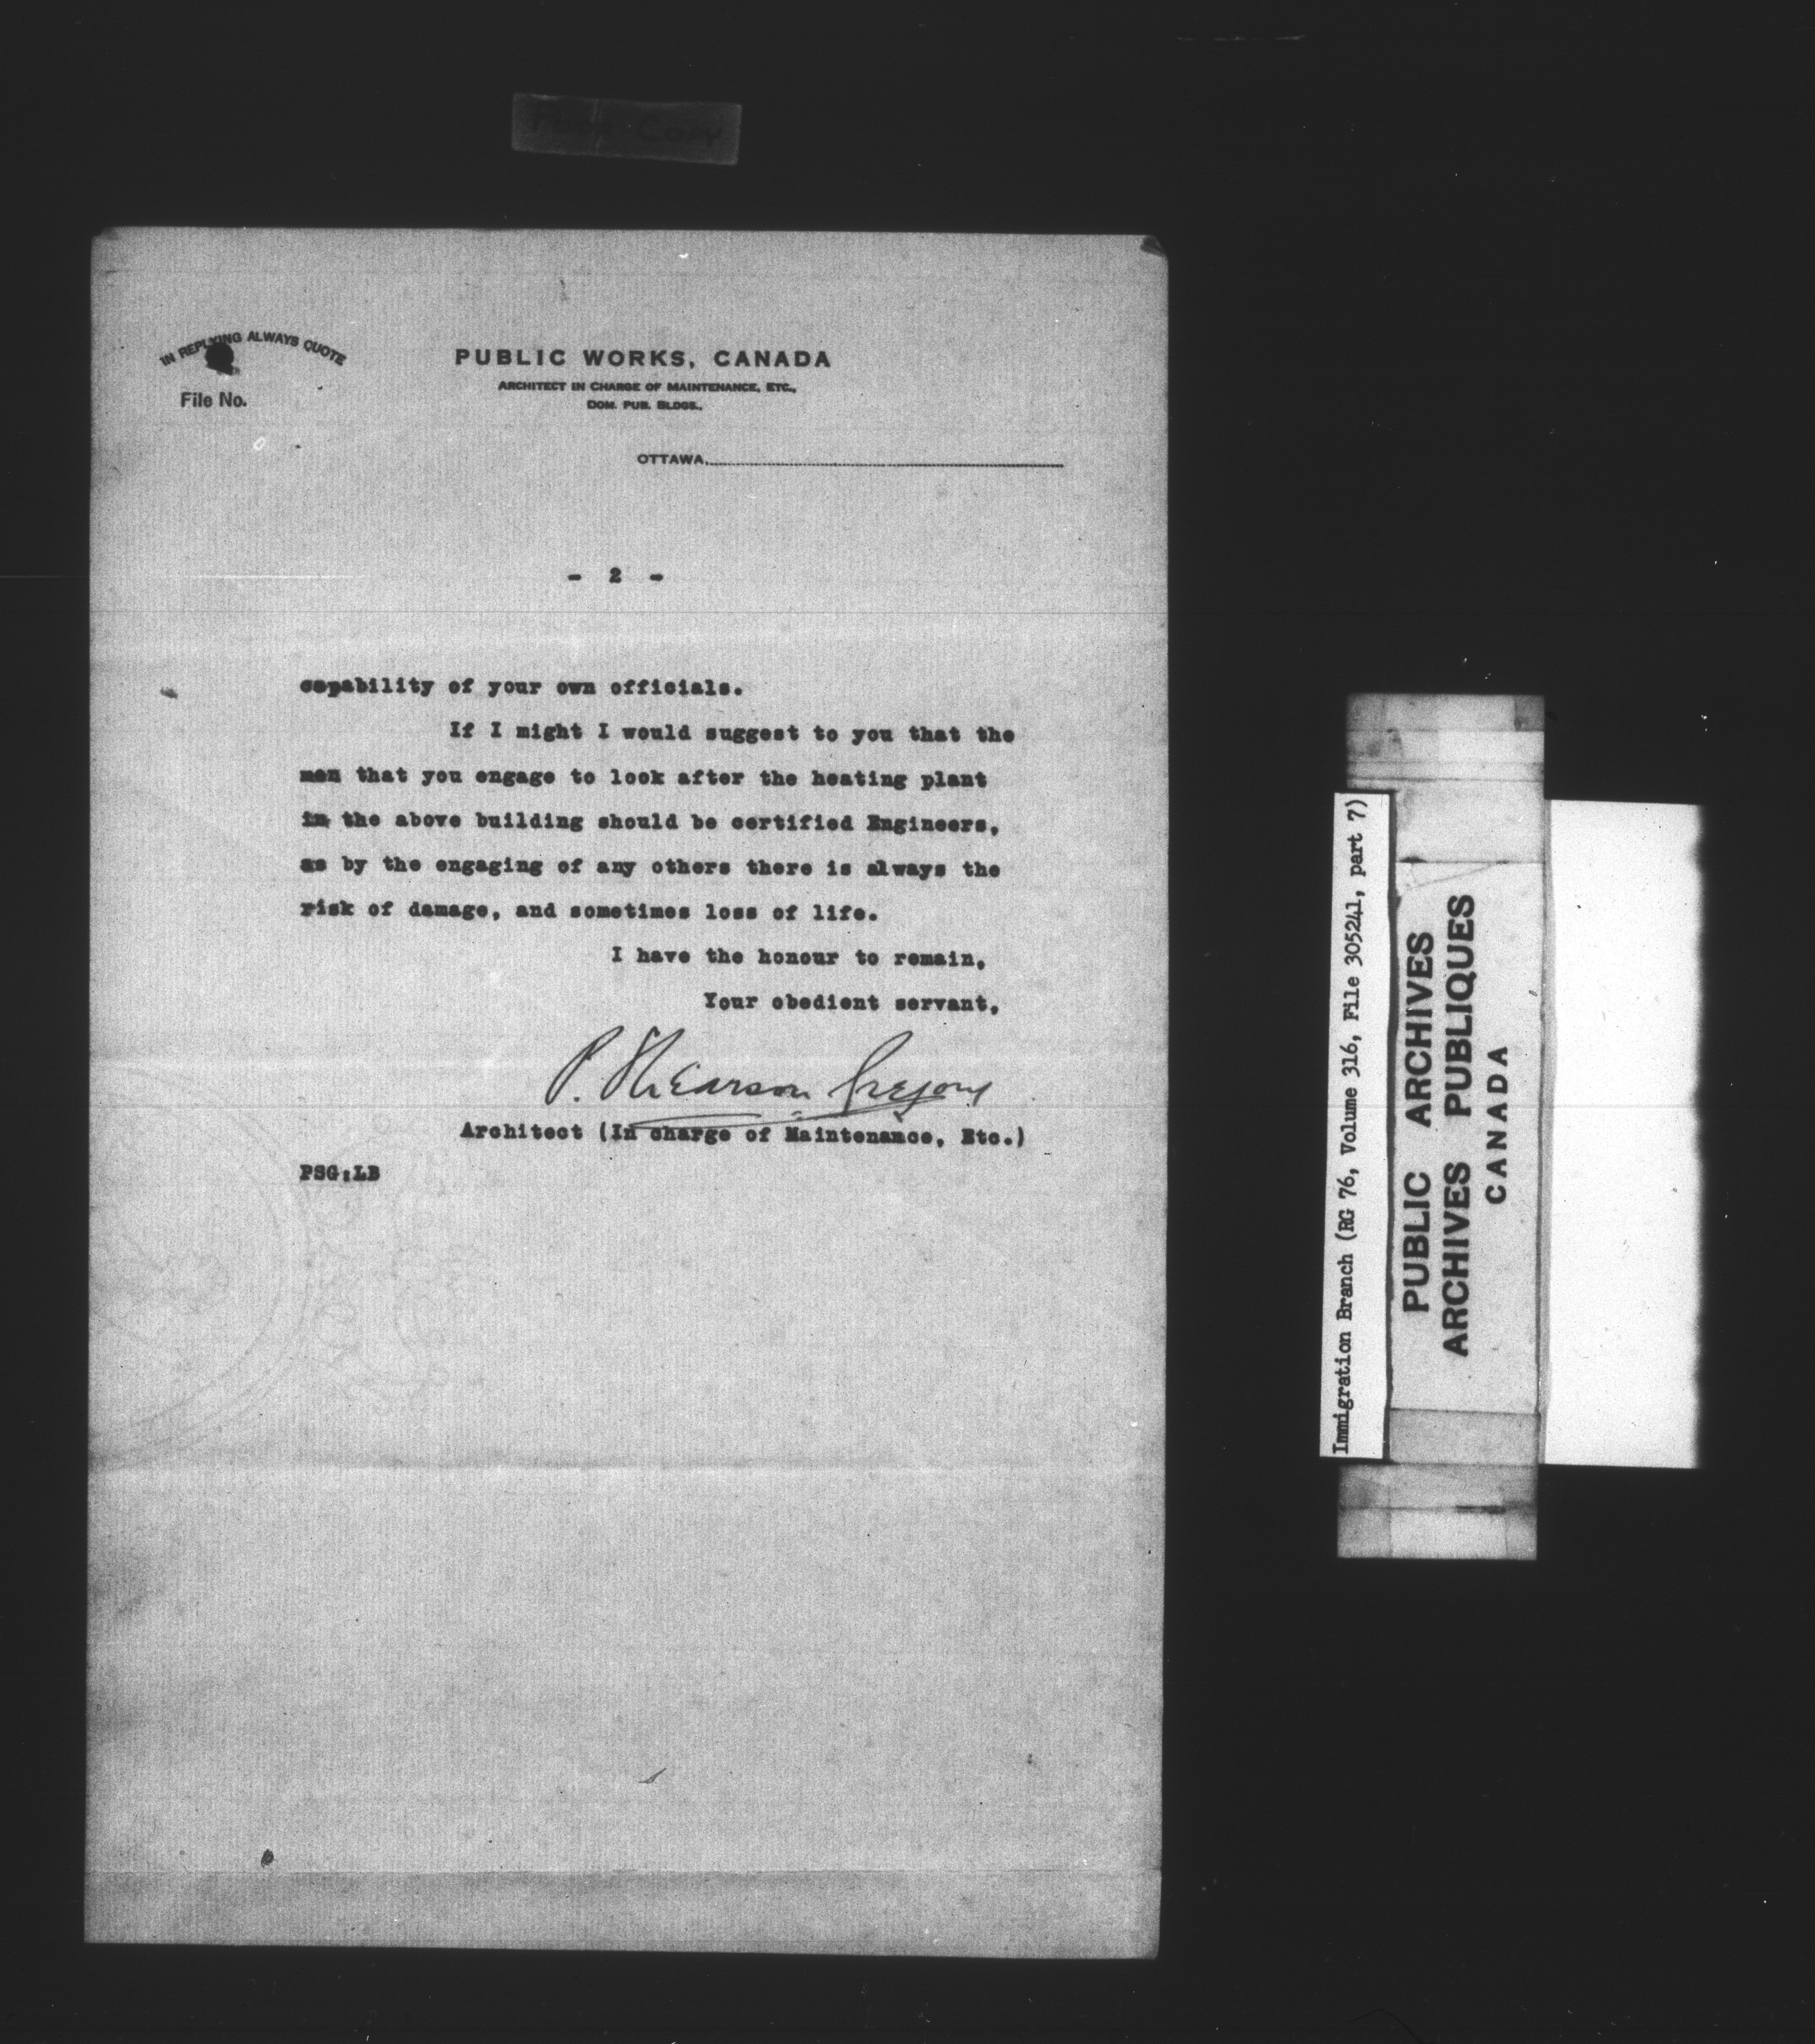 Copy
IN REPLYING ALWAYS QUOTE
File No.
PUBLIC WORKS, CANADA
ARCHITECT IN CHARGE OF MAINTENANCE, ETC.,
DOM. PUB. BLDGS.,
OTTAWA,
- 2 -
capability of your own officials.
If I might I would suggest to you that the
men that you engage to look after the heating plant
in the above building should be certified Engineers,
as by the engaging of any others there is always the
risk of damage, and sometimes loss of life.
I have the honour to remain,
Your obedient servant,
P. Shearson Gregory
Architect (In charge of Maintenance, Etc.)
PSG:LB
Immigration Branch (RG 76, Volume 316, File 305241, part 7)
PUBLIC ARCHIVES
ARCHIVES PUBLIQUES
CANADA